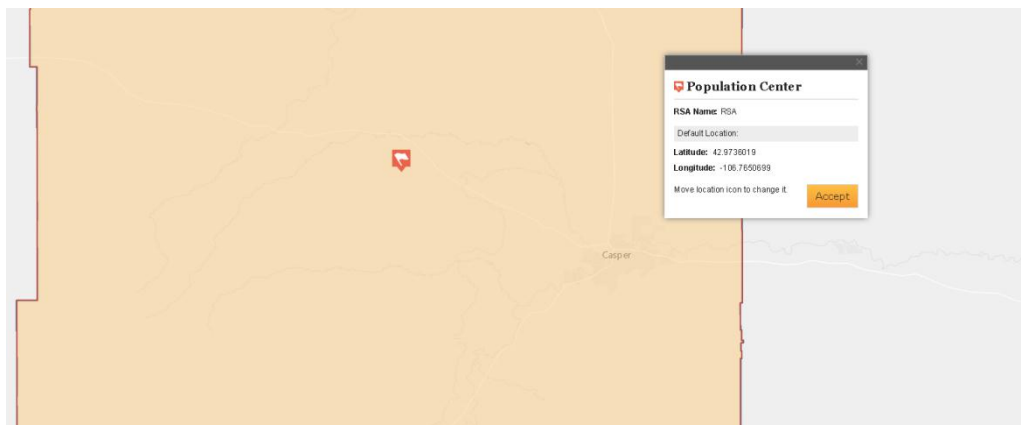 Population Center
RSA Name: RSA
Default Location:
Latitude: 42.9736019
Longitude: -106.7650699
Move location icon to change it.
Accept
Casper